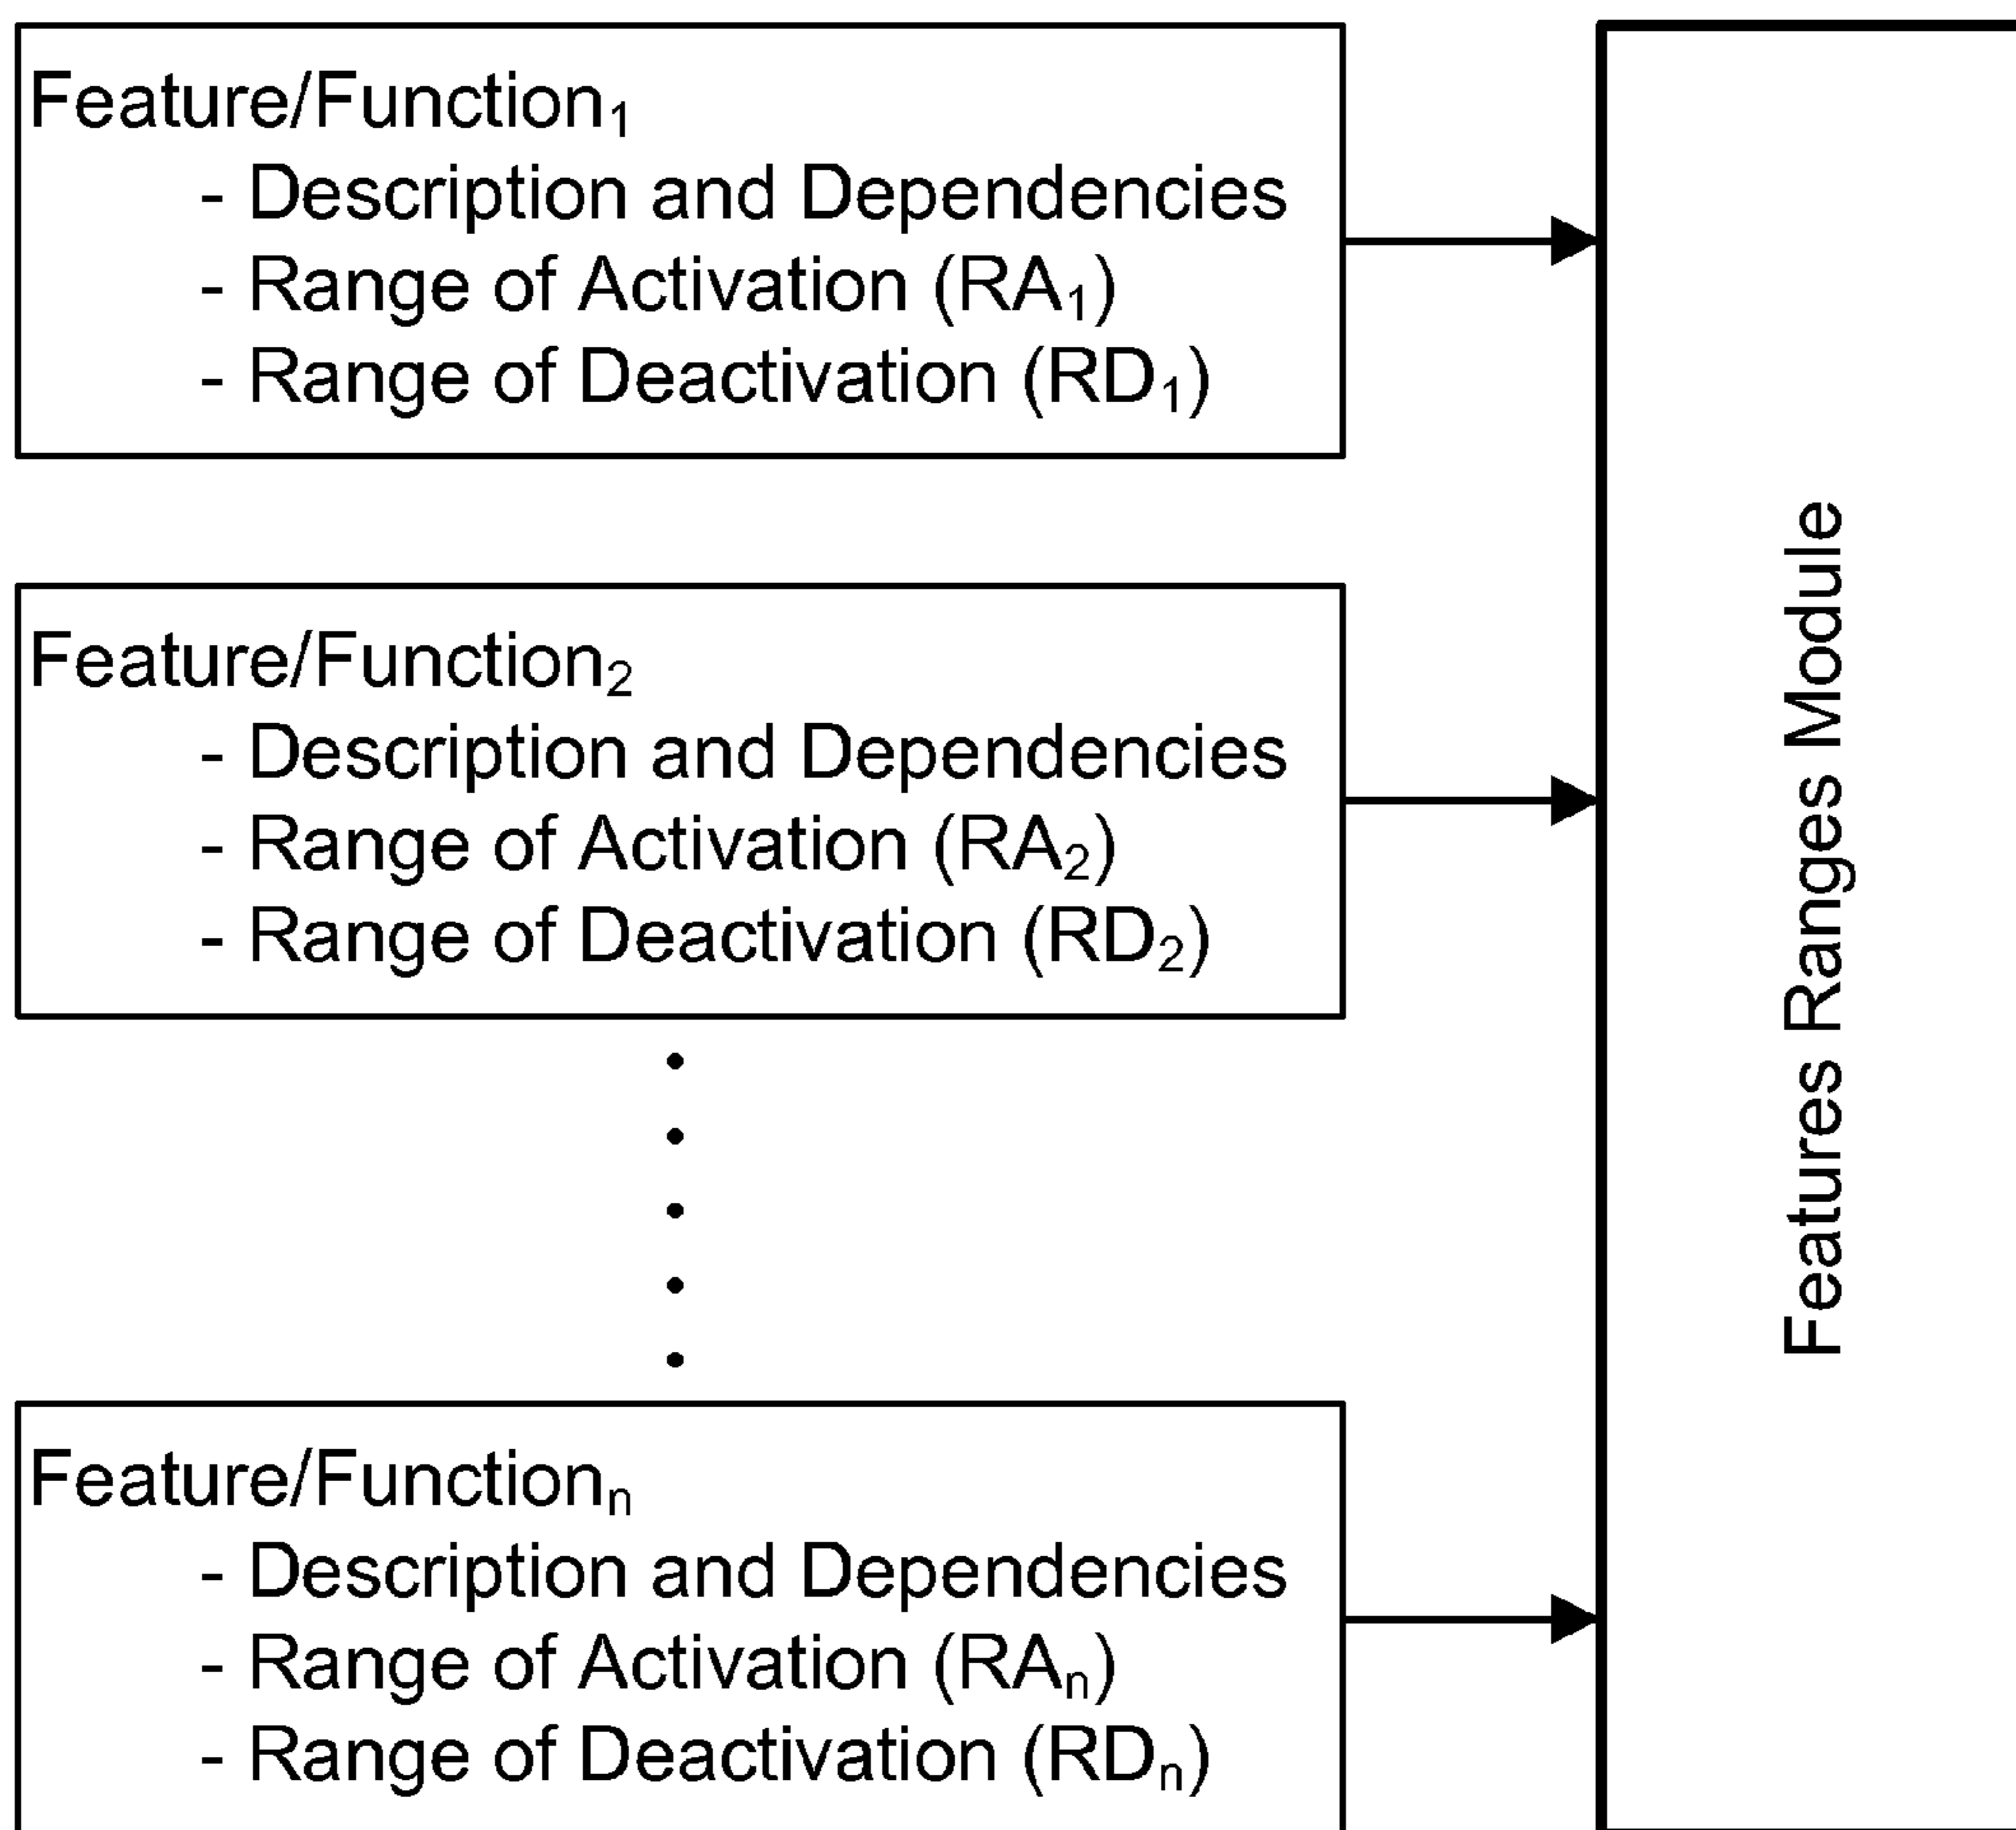 Feature/Function₁
- Description and Dependencies
- Range of Activation (RA₁)
- Range of Deactivation (RD₁)
Feature/Function₂
- Description and Dependencies
- Range of Activation (RA₂)
- Range of Deactivation (RD₂)
Feature/Functionₙ
- Description and Dependencies
- Range of Activation (RAₙ)
- Range of Deactivation (RDₙ)
Features Ranges Module